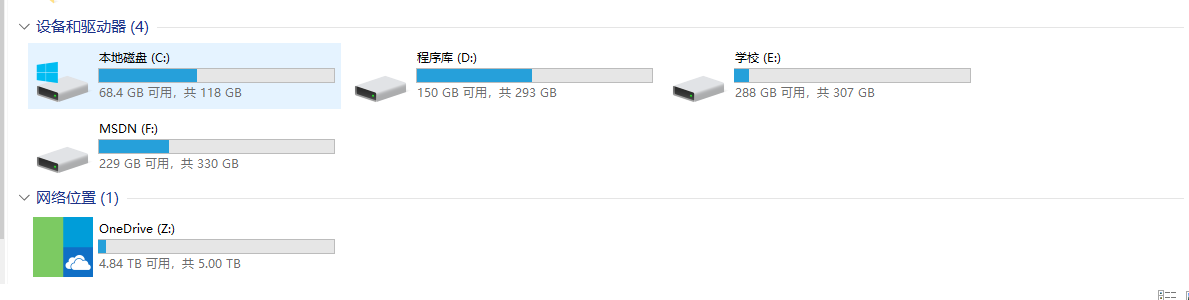 设备和驱动器 (4)
本地磁盘 (C:)
68.4 GB 可用，共 118 GB
程序库 (D:)
150 GB 可用，共 293 GB
学校 (E:)
288 GB 可用，共 307 GB
MSDN (F:)
229 GB 可用，共 330 GB
网络位置 (1)
OneDrive (Z:)
4.84 TB 可用，共 5.00 TB